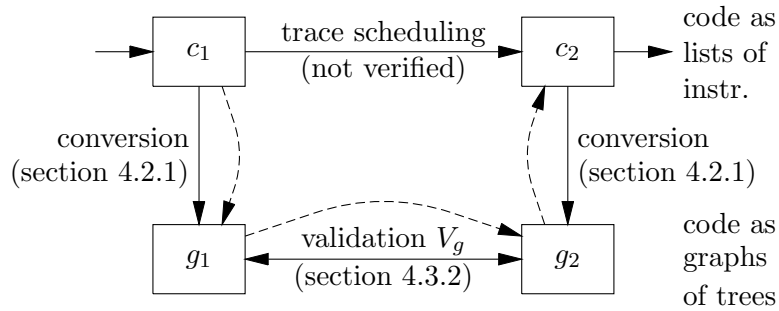 c1
trace scheduling
(not verified)
c2
code as
lists of
instr.
conversion
(section 4.2.1)
conversion
(section 4.2.1)
g1
validation Vg
(section 4.3.2)
g2
code as
graphs
of trees